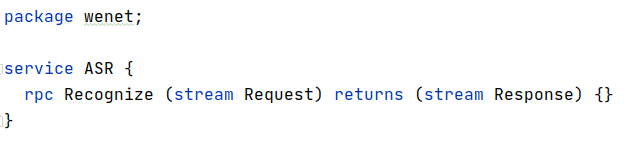 package wenet;
service ASR {
rpc Recognize (stream Request) returns (stream Response) {}
}